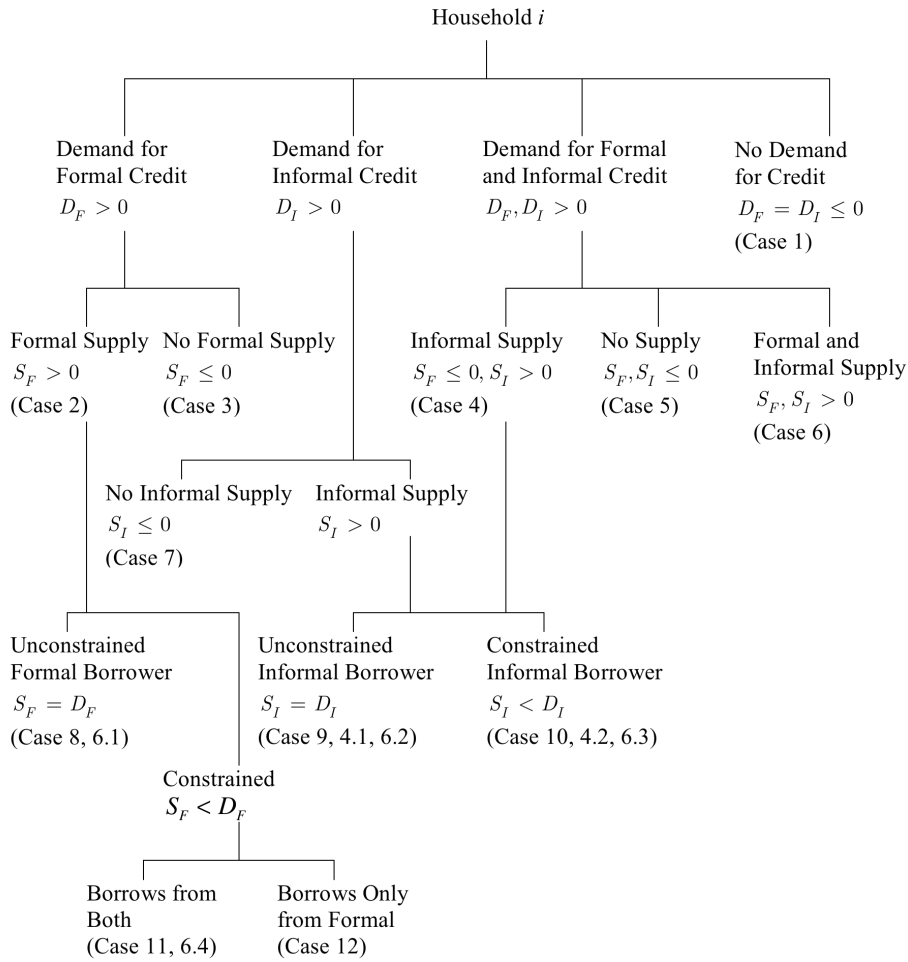 Household i
Demand for
Formal Credit
D_F > 0
Demand for
Informal Credit
D_I > 0
Demand for Formal
and Informal Credit
D_F, D_I > 0
No Demand
for Credit
D_F = D_I ≤ 0
(Case 1)
Formal Supply
S_F > 0
(Case 2)
No Formal Supply
S_F ≤ 0
(Case 3)
Informal Supply
S_F ≤ 0, S_I > 0
(Case 4)
No Supply
S_F, S_I ≤ 0
(Case 5)
Formal and
Informal Supply
S_F, S_I > 0
(Case 6)
No Informal Supply
S_I ≤ 0
(Case 7)
Informal Supply
S_I > 0
Unconstrained
Formal Borrower
S_F = D_F
(Case 8, 6.1)
Unconstrained
Informal Borrower
S_I = D_I
(Case 9, 4.1, 6.2)
Constrained
Informal Borrower
S_I < D_I
(Case 10, 4.2, 6.3)
Constrained
S_F < D_F
Borrows from
Both
(Case 11, 6.4)
Borrows Only
from Formal
(Case 12)